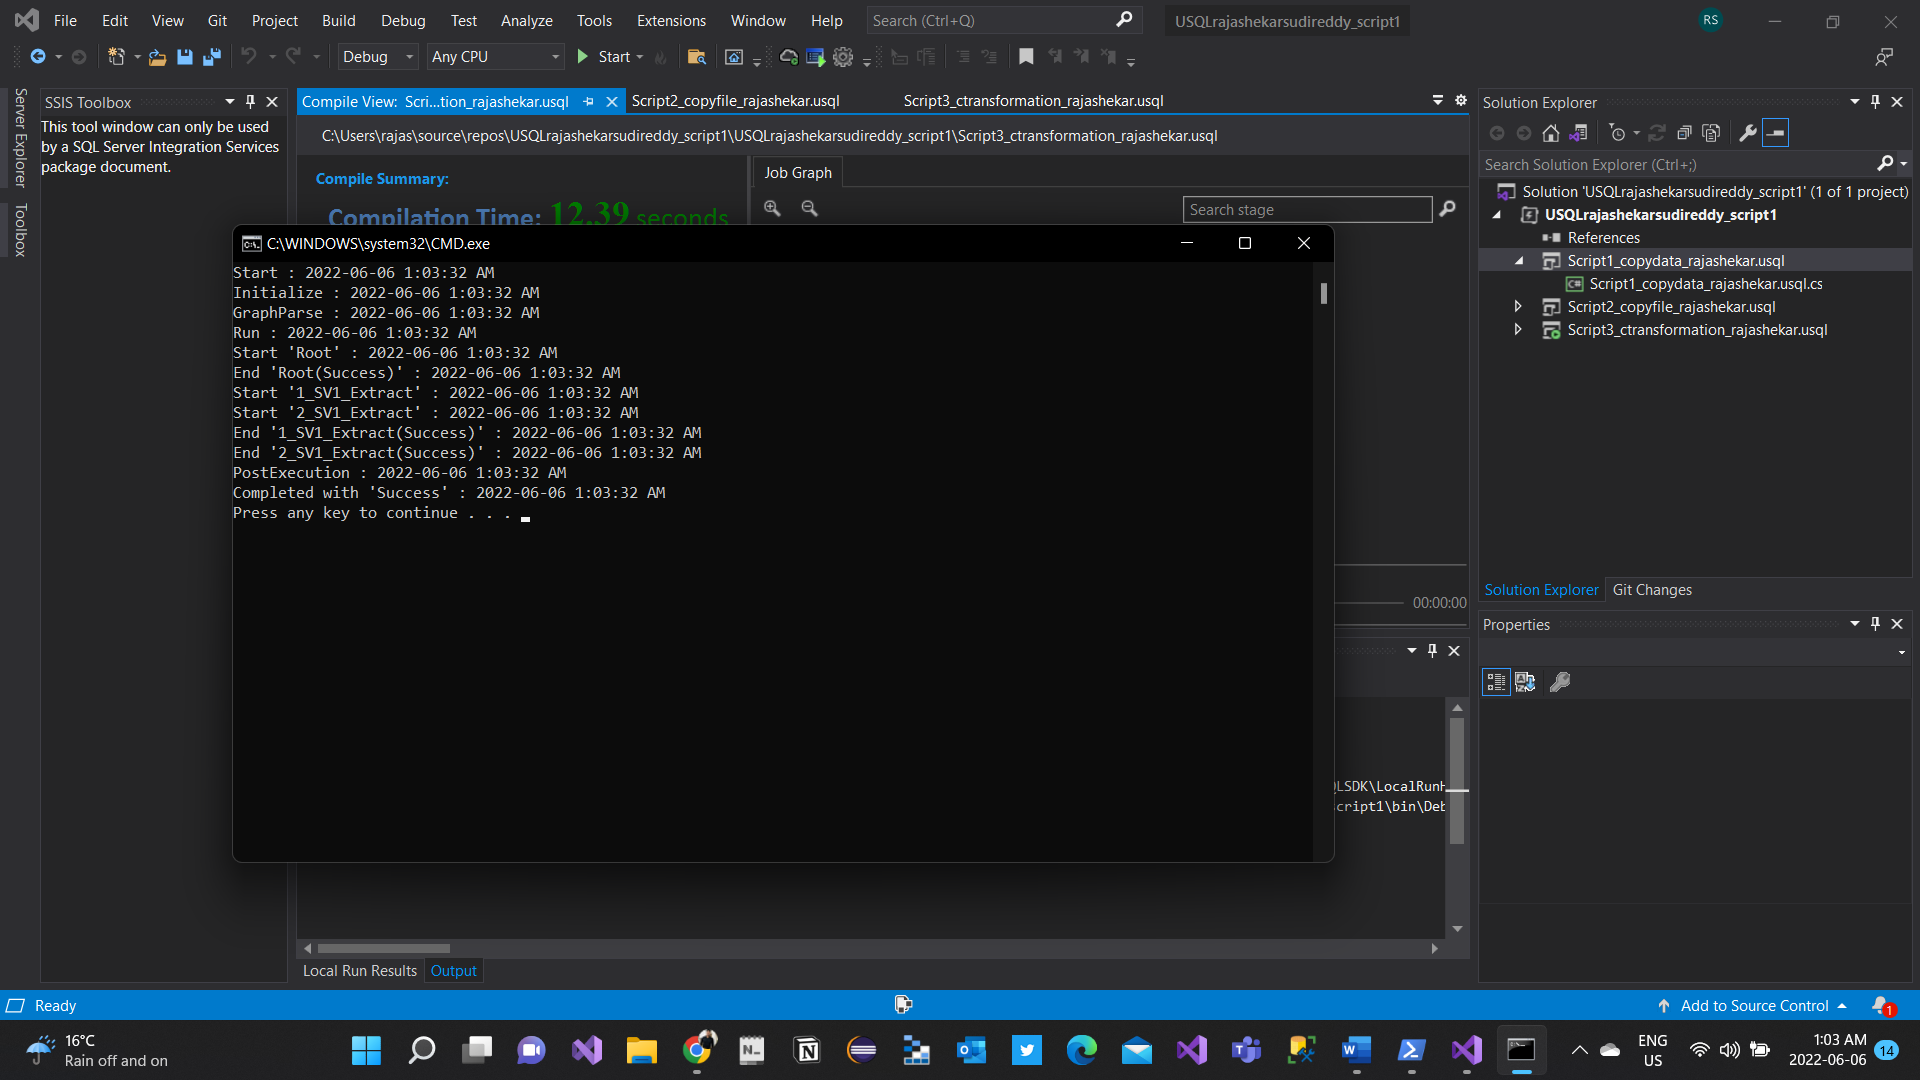 File Edit View Git Project Build Debug Test Analyze Tools Extensions Window Help Search (Ctrl+Q) USQLrajashekarsudireddy_script1 RS
Debug Any CPU Start
Server Explorer
Toolbox
SSIS Toolbox
This tool window can only be used
by a SQL Server Integration Services
package document.
Compile View: Scri...tion_rajashekar.usql Script2_copyfile_rajashekar.usql Script3_ctransformation_rajashekar.usql
C:\Users\rajas\source\repos\USQLrajashekarsudireddy_script1\USQLrajashekarsudireddy_script1\Script3_ctransformation_rajashekar.usql
Compile Summary:
Compilation Time: 12.39 seconds
Job Graph
Search stage
C:\WINDOWS\system32\CMD.exe
Start : 2022-06-06 1:03:32 AM
Initialize : 2022-06-06 1:03:32 AM
GraphParse : 2022-06-06 1:03:32 AM
Run : 2022-06-06 1:03:32 AM
Start 'Root' : 2022-06-06 1:03:32 AM
End 'Root(Success)' : 2022-06-06 1:03:32 AM
Start '1_SV1_Extract' : 2022-06-06 1:03:32 AM
Start '2_SV1_Extract' : 2022-06-06 1:03:32 AM
End '1_SV1_Extract(Success)' : 2022-06-06 1:03:32 AM
End '2_SV1_Extract(Success)' : 2022-06-06 1:03:32 AM
PostExecution : 2022-06-06 1:03:32 AM
Completed with 'Success' : 2022-06-06 1:03:32 AM
Press any key to continue . . .
00:00:00
LSDK\LocalRunH
cript1\bin\Deb
Local Run Results Output
Solution Explorer
Search Solution Explorer (Ctrl+;)
Solution 'USQLrajashekarsudireddy_script1' (1 of 1 project)
USQLrajashekarsudireddy_script1
References
Script1_copydata_rajashekar.usql
C# Script1_copydata_rajashekar.usql.cs
Script2_copyfile_rajashekar.usql
Script3_ctransformation_rajashekar.usql
Solution Explorer Git Changes
Properties
Ready
Add to Source Control 1
16°C
Rain off and on
ENG
US
1:03 AM
2022-06-06
14